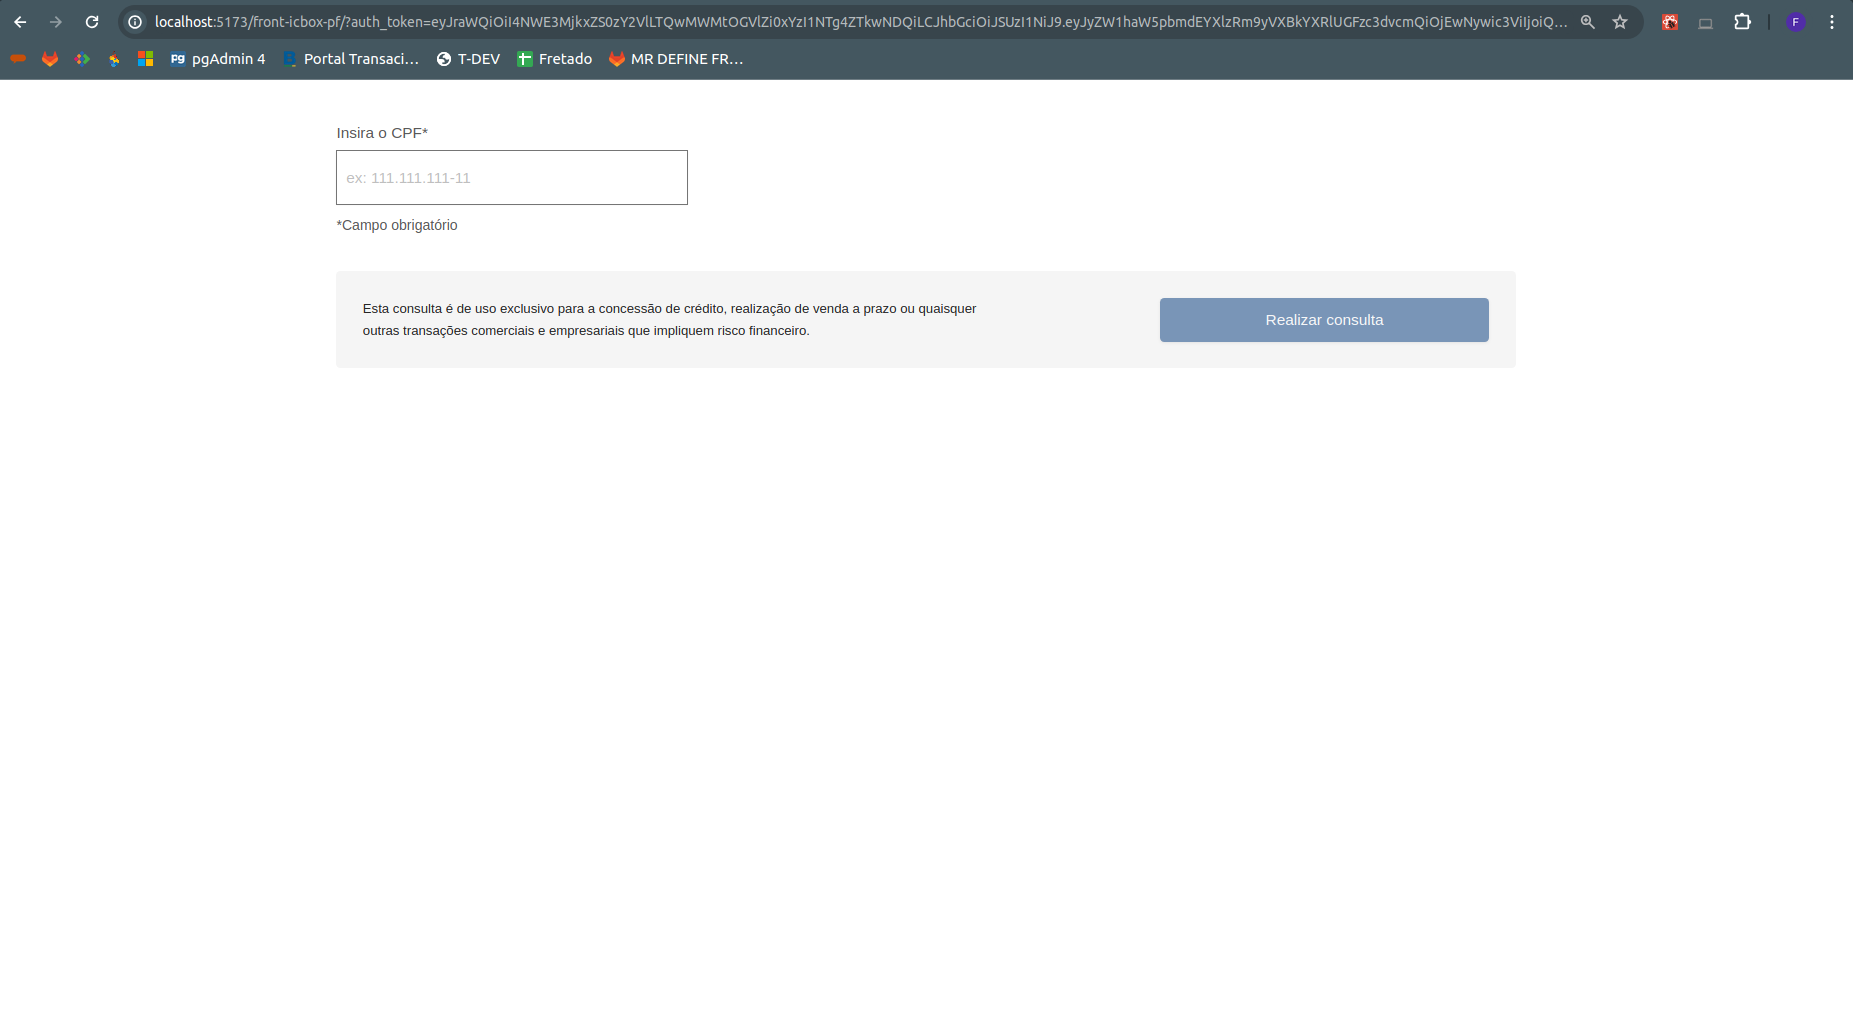 localhost:5173/front-icbox-pf/?auth_token=eyJraWQiOiI4NWE3MjkxZS0zY2VlLTQwMWMtOGVlZi0xYzI1NTg4ZTkwNDQiLCJhbGciOiJSUzI1NiJ9.eyJyZW1haW5pbmdEYXlzRm9yVXBkYXRlUGFzc3dvcmQiOjEwNywic3ViIjoiQ...
F
pg pgAdmin 4 Portal Transaci... T-DEV Fretado MR DEFINE FR...
Insira o CPF*
ex: 111.111.111-11
*Campo obrigatório
Esta consulta é de uso exclusivo para a concessão de crédito, realização de venda a prazo ou quaisquer
outras transações comerciais e empresariais que impliquem risco financeiro.
Realizar consulta